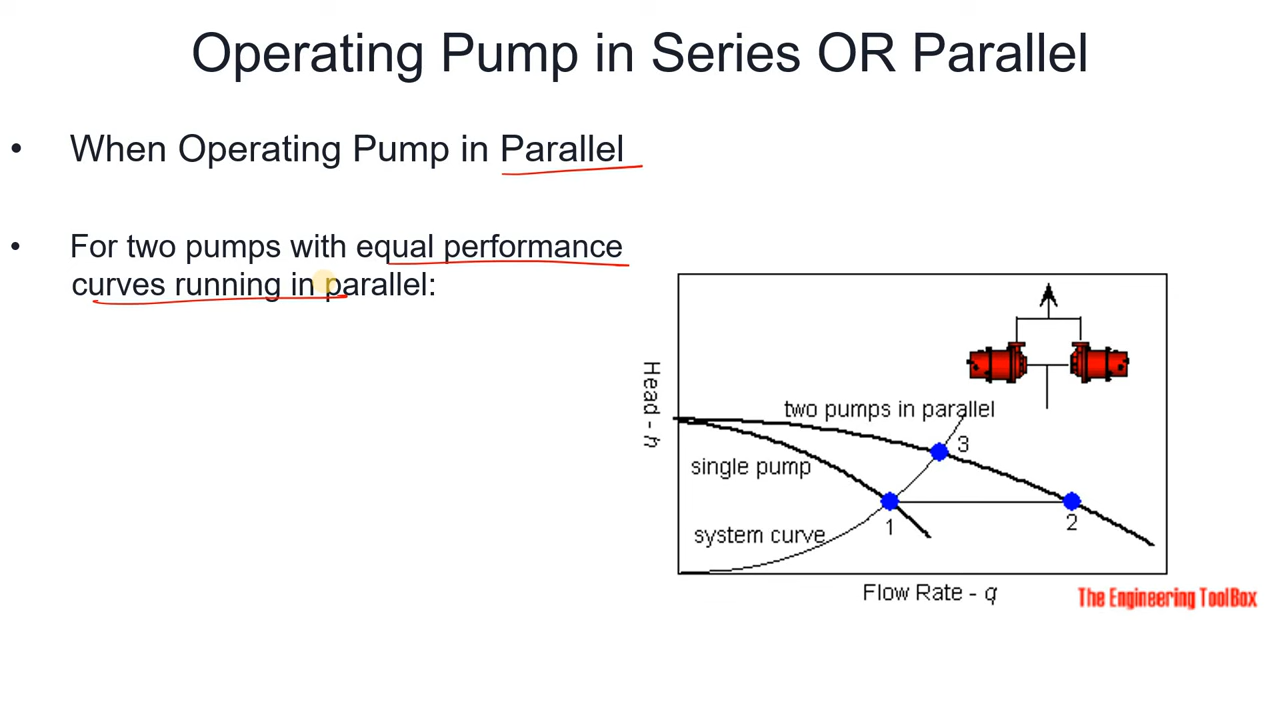 Operating Pump in Series OR Parallel
• When Operating Pump in Parallel
• For two pumps with equal performance
curves running in parallel:
two pumps in parallel
3
single pump
system curve
1
2
Head - h
Flow Rate - q
The Engineering ToolBox